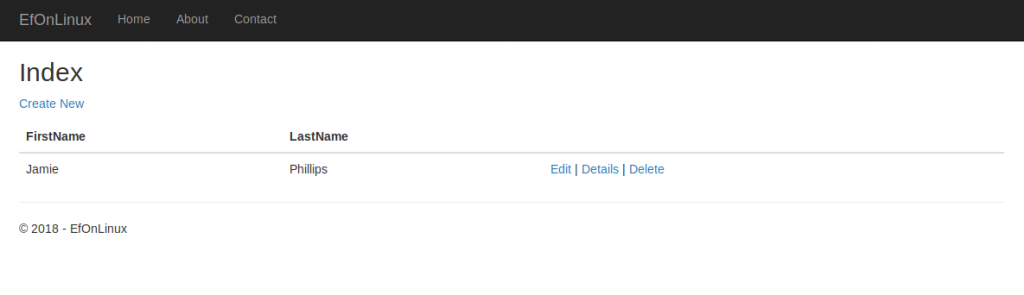 EfOnLinux Home About Contact
Index
Create New
FirstName LastName
Jamie Phillips Edit | Details | Delete
© 2018 - EfOnLinux